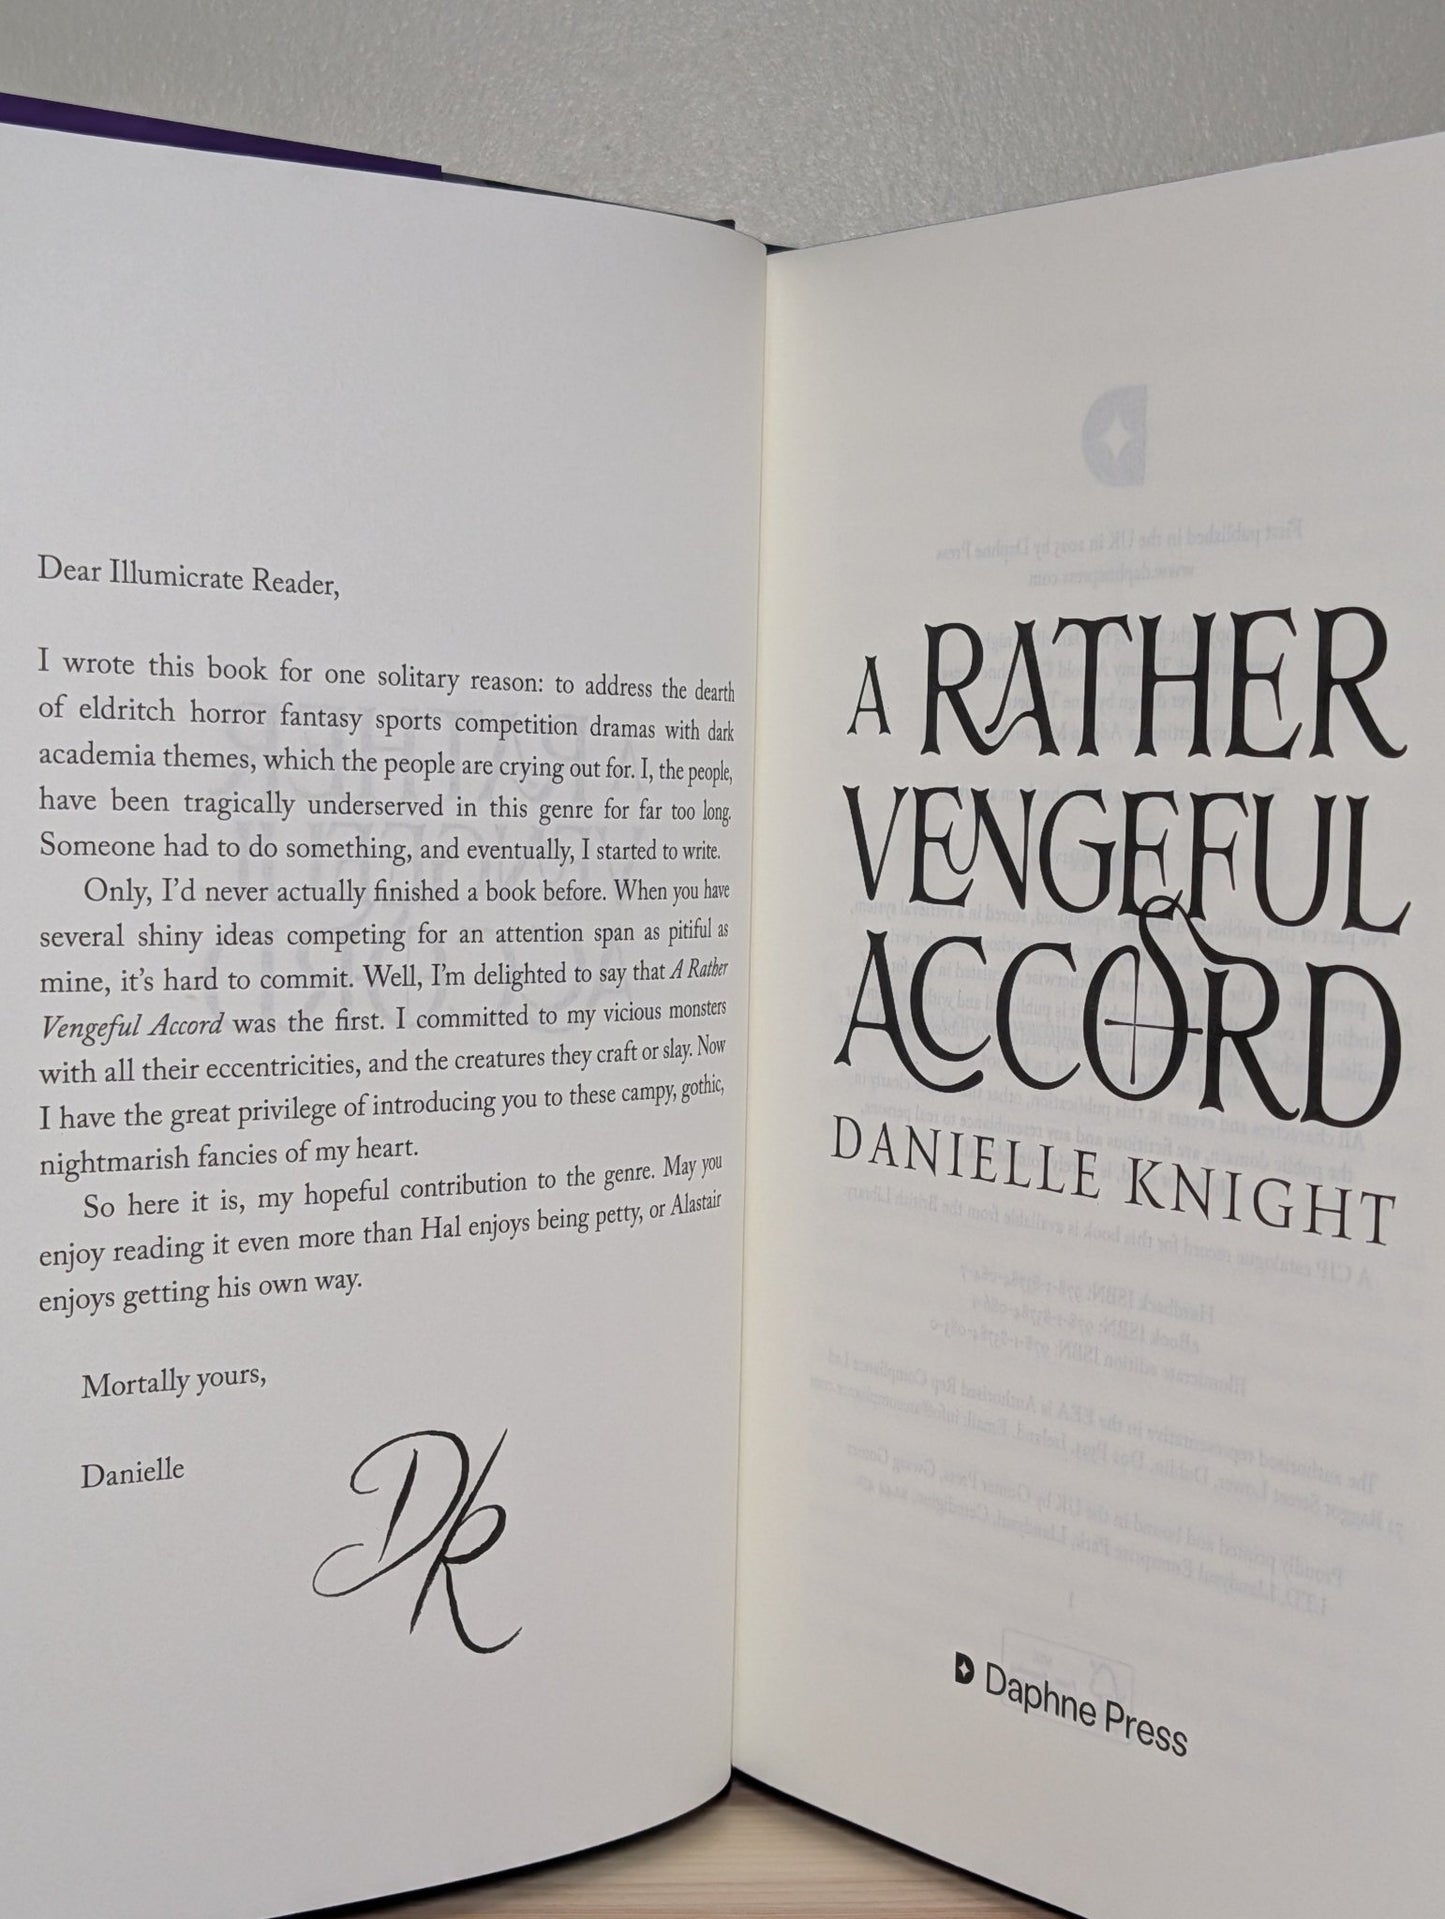 Dear Illumicrate Reader,
I wrote this book for one solitary reason: to address the dearth
of eldritch horror fantasy sports competition dramas with dark
academia themes, which the people are crying out for. I, the people,
have been tragically underserved in this genre for far too long.
Someone had to do something, and eventually, I started to write.
Only, I'd never actually finished a book before. When you have
several shiny ideas competing for an attention span as pitiful as
mine, it's hard to commit. Well, I'm delighted to say that A Rather
Vengeful Accord was the first. I committed to my vicious monsters
with all their eccentricities, and the creatures they craft or slay. Now
I have the great privilege of introducing you to these campy, gothic,
nightmarish fancies of my heart.
So here it is, my hopeful contribution to the genre. May you
enjoy reading it even more than Hal enjoys being petty, or Alastair
enjoys getting his own way.
Mortally yours,
Danielle
DK
A RATHER
VENGEFUL
ACCORD
DANIELLE KNIGHT
Daphne Press